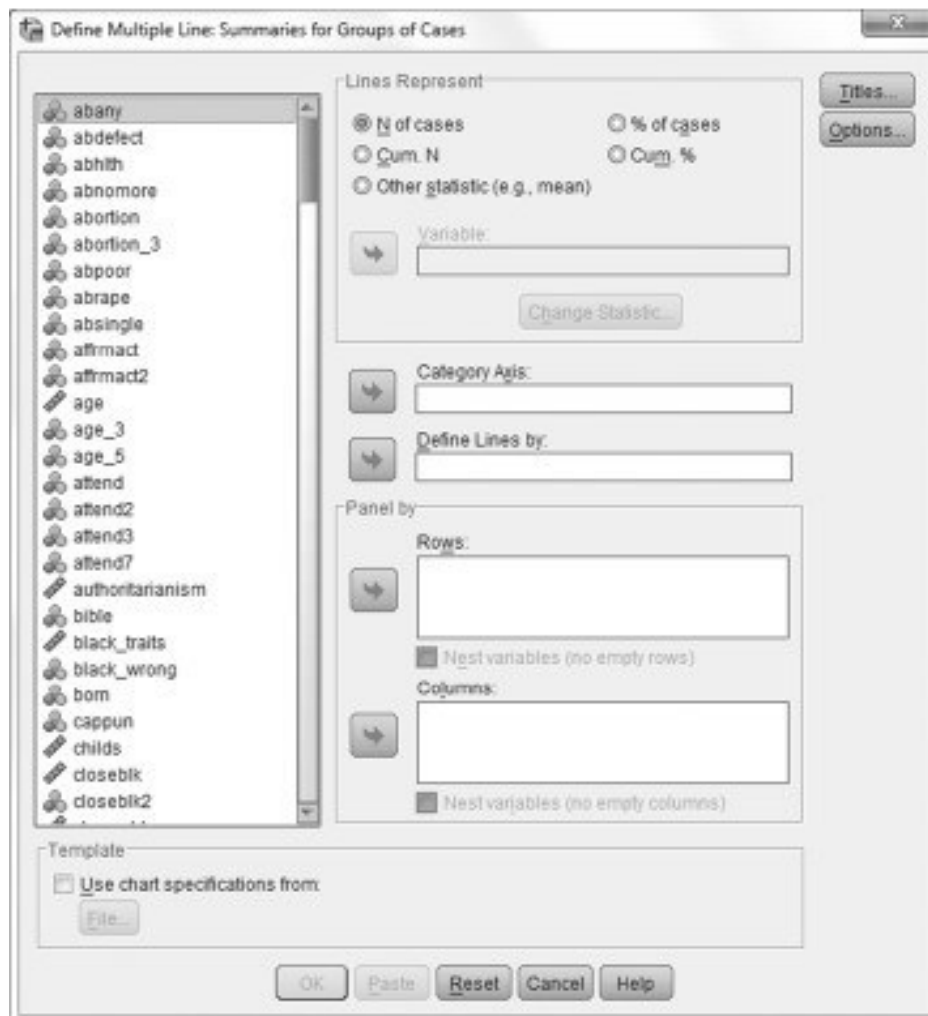 Define Multiple Line: Summaries for Groups of Cases
abany
abdefect
abhlth
abnomore
abortion
abortion_3
abpoor
abrape
absingle
affrmact
affrmact2
age
age_3
age_5
attend
attend2
attend3
attend7
authoritarianism
bible
black_traits
black_wrong
born
cappun
childs
closeblk
closeblk2
Lines Represent
N of cases
% of cases
Cum. N
Cum. %
Other statistic (e.g., mean)
Variable:
Change Statistic...
Category Axis:
Define Lines by:
Panel by
Rows:
Nest variables (no empty rows)
Columns:
Nest variables (no empty columns)
Titles...
Options...
Template
Use chart specifications from:
File...
OK
Paste
Reset
Cancel
Help